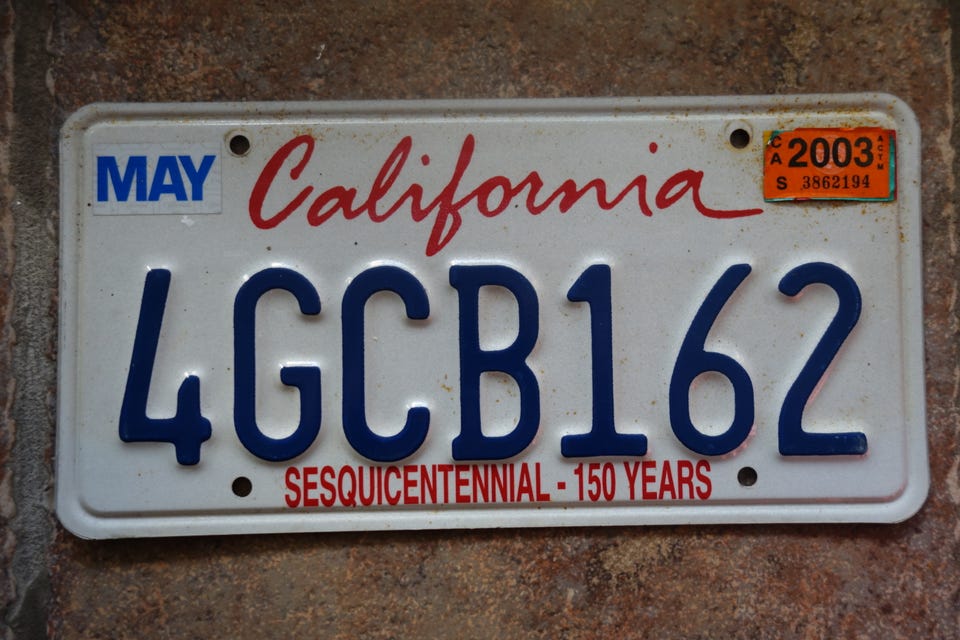 MAY
California
CA 2003
S 3862194
4GCB162
SESQUICENTENNIAL - 150 YEARS